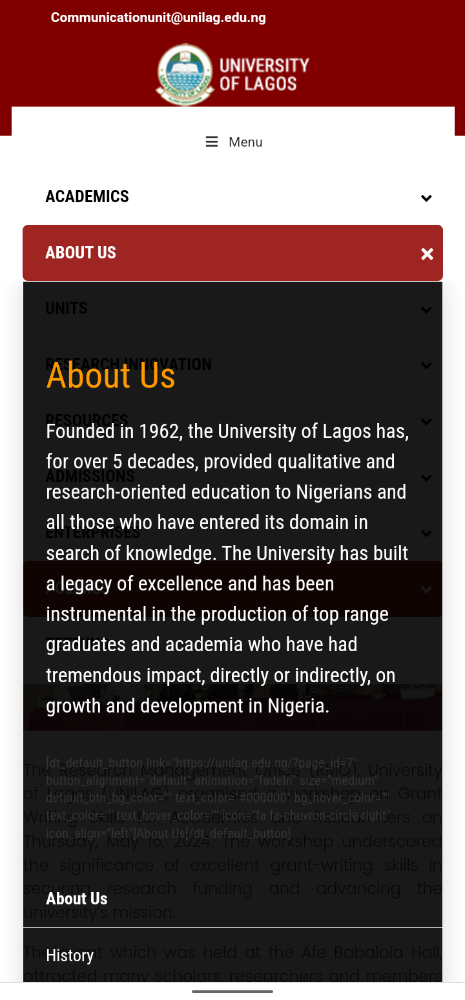 Communicationunit@unilag.edu.ng
UNIVERSITY
OF LAGOS
Menu
ACADEMICS
ABOUT US
UNITS
RESEARCH INNOVATION
About Us
RESOURCES
Founded in 1962, the University of Lagos has,
for over 5 decades, provided qualitative and
ADMISSIONS
research-oriented education to Nigerians and
all those who have entered its domain in
ENTERPRISES
search of knowledge. The University has built
a legacy of excellence and has been
instrumental in the production of top range
graduates and academia who have had
tremendous impact, directly or indirectly, on
growth and development in Nigeria.
[dt_default_button link="https://unilag.edu.ng/?page_id=7"
button_alignment="default" animation="fadeIn" size="medium"
default_btn_bg_color="" text_color="#000000" bg_hover_color=""
text_color="" text_hover_color="" icon="fa fa-chevron-circle-right"
icon_align="left"]About Us[/dt_default_button]
The Research Management Office (RMO), University
of Lagos (UNILAG) organised a workshop on Grant
Writing Skills for Academics and Researchers on
Thursday, May 16, 2024. The workshop underscored
the significance of excellent grant-writing skills in
securing research funding and advancing the
university's mission.
About Us
The event which was held at the Afe Babalola Hall,
History
attracted many scholars, researchers and members